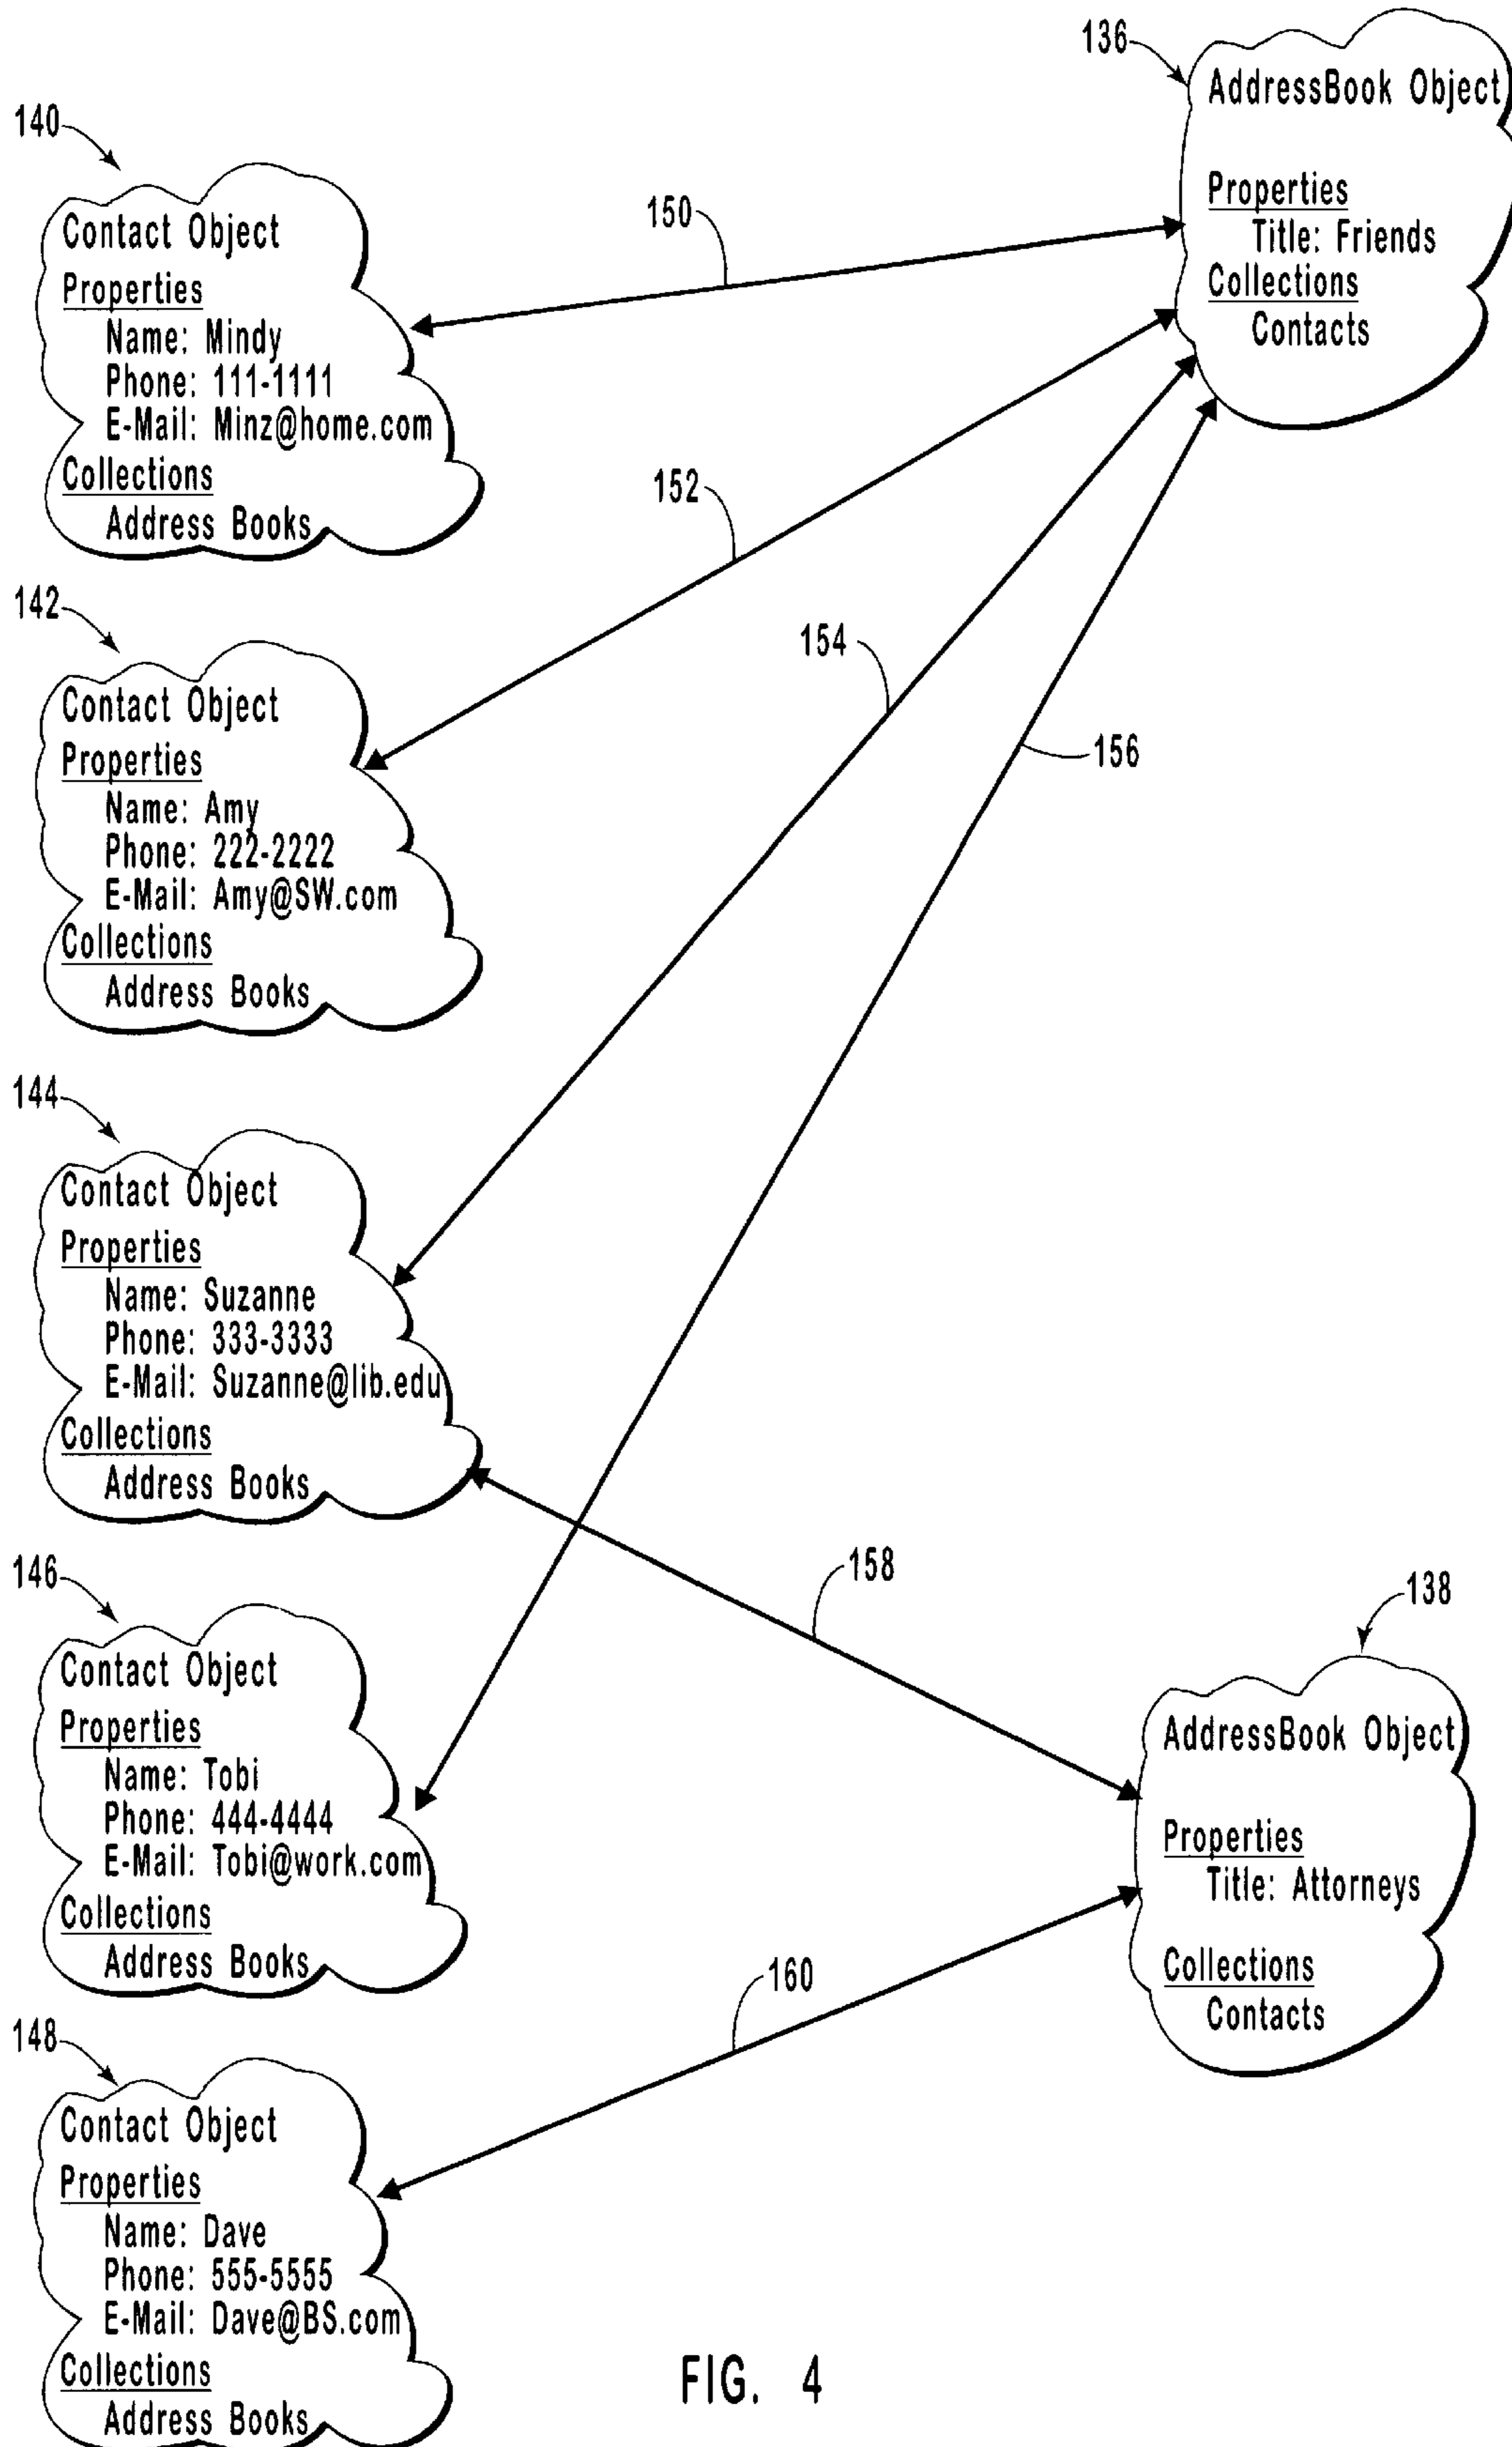 136
AddressBook Object
Properties
Title: Friends
Collections
Contacts
140
Contact Object
Properties
Name: Mindy
Phone: 111-1111
E-Mail: Minz@home.com
Collections
Address Books
150
152
142
Contact Object
Properties
Name: Amy
Phone: 222-2222
E-Mail: Amy@SW.com
Collections
Address Books
154
156
144
Contact Object
Properties
Name: Suzanne
Phone: 333-3333
E-Mail: Suzanne@lib.edu
Collections
Address Books
158
146
Contact Object
Properties
Name: Tobi
Phone: 444-4444
E-Mail: Tobi@work.com
Collections
Address Books
138
AddressBook Object
Properties
Title: Attorneys
Collections
Contacts
160
148
Contact Object
Properties
Name: Dave
Phone: 555-5555
E-Mail: Dave@BS.com
Collections
Address Books
FIG. 4